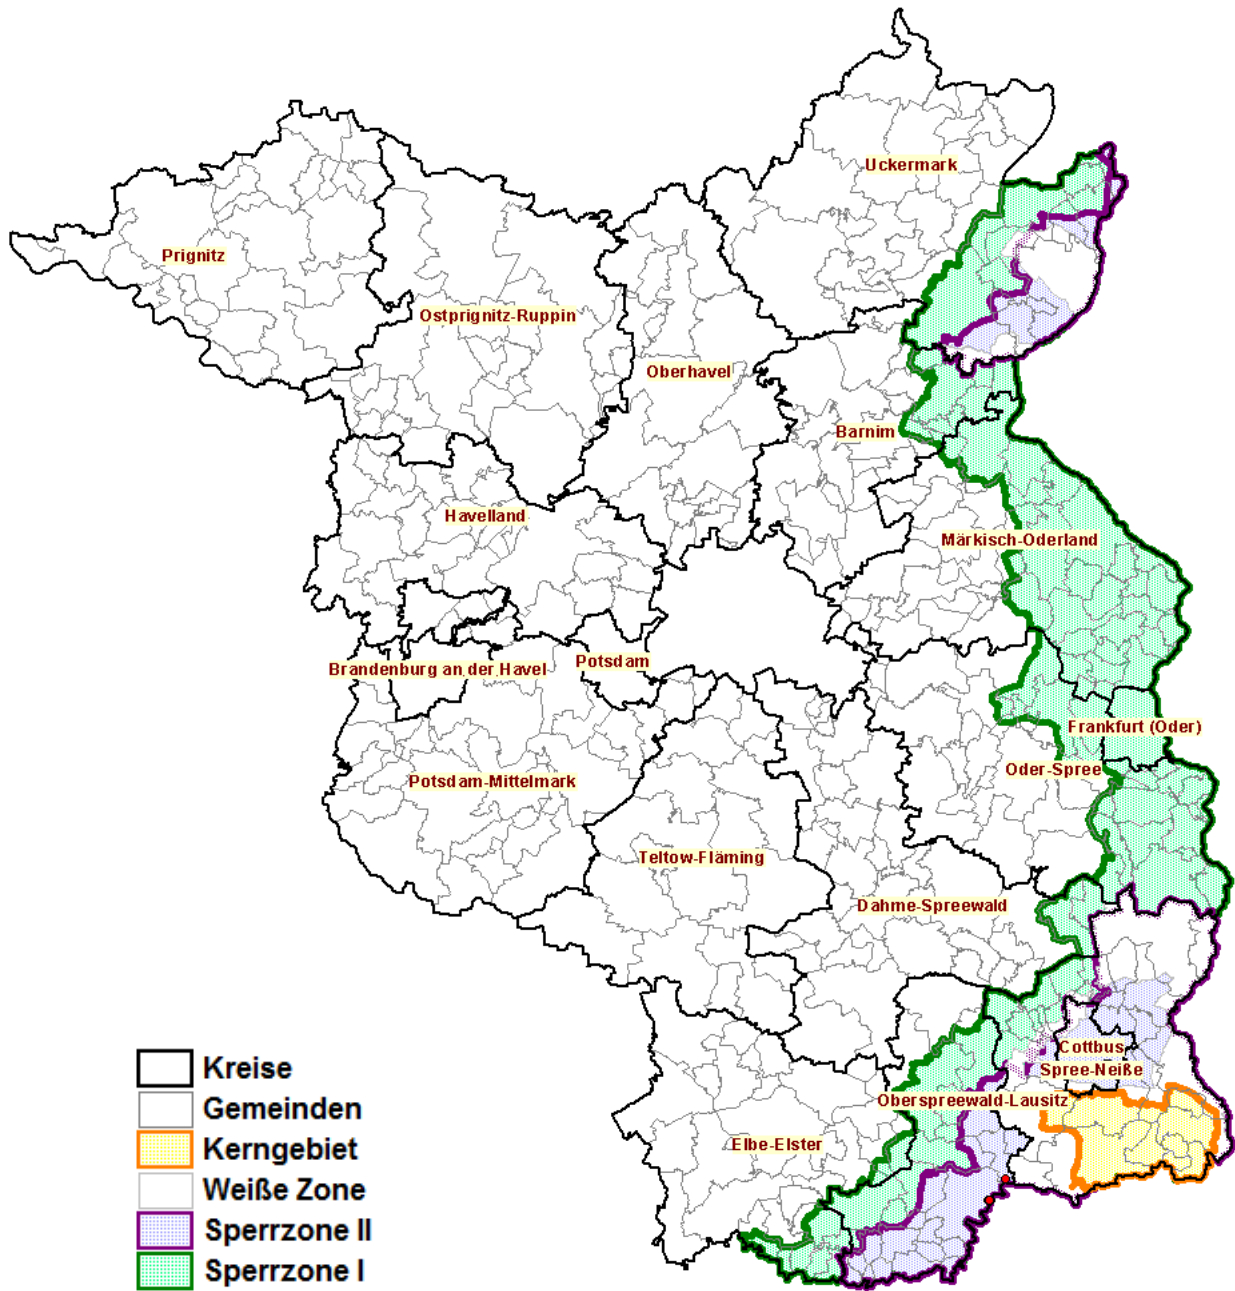 Uckermark
Prignitz
Ostprignitz-Ruppin
Oberhavel
Barnim
Havelland
Märkisch-Oderland
Brandenburg an der Havel
Potsdam
Frankfurt (Oder)
Oder-Spree
Potsdam-Mittelmark
Teltow-Fläming
Dahme-Spreewald
Cottbus
Spree-Neiße
Oberspreewald-Lausitz
Elbe-Elster
Kreise
Gemeinden
Kerngebiet
Weiße Zone
Sperrzone II
Sperrzone I